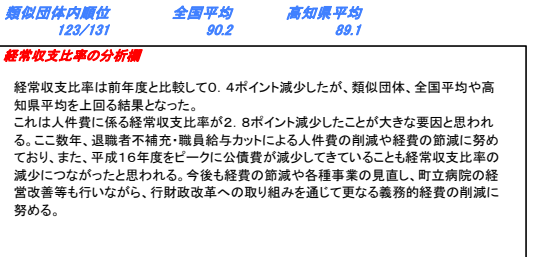 類似団体内順位 全国平均 高知県平均
123/131 90.2 89.1
経常収支比率の分析欄
経常収支比率は前年度と比較して０．４ポイント減少したが、類似団体、全国平均や高
知県平均を上回る結果となった。
これは人件費に係る経常収支比率が２．８ポイント減少したことが大きな要因と思われ
る。ここ数年、退職者不補充・職員給与カットによる人件費の削減や経費の節減に努め
ており、また、平成１６年度をピークに公債費が減少してきていることも経常収支比率の
減少につながったと思われる。今後も経費の節減や各種事業の見直し、町立病院の経
営改善等も行いながら、行財政改革への取り組みを通じて更なる義務的経費の削減に
努める。